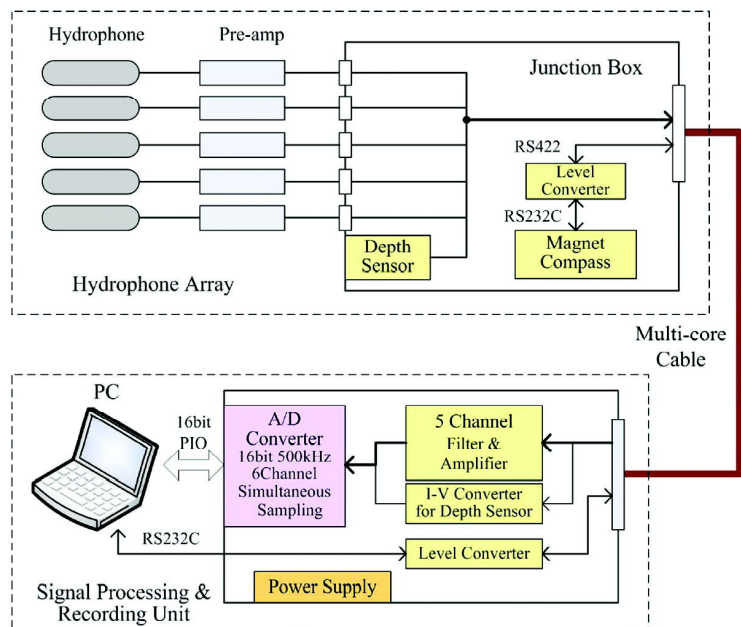 Hydrophone
Pre-amp
Junction Box
RS422
Level
Converter
RS232C
Magnet
Compass
Depth
Sensor
Hydrophone Array
Multi-core
Cable
PC
16bit
PIO
A/D
Converter
16bit 500kHz
6Channel
Simultaneous
Sampling
5 Channel
Filter &
Amplifier
I-V Converter
for Depth Sensor
RS232C
Level Converter
Power Supply
Signal Processing &
Recording Unit